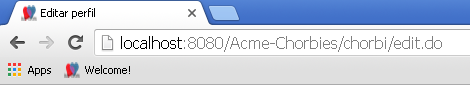 Editar perfil
localhost:8080/Acme-Chorbies/chorbi/edit.do
Apps Welcome!